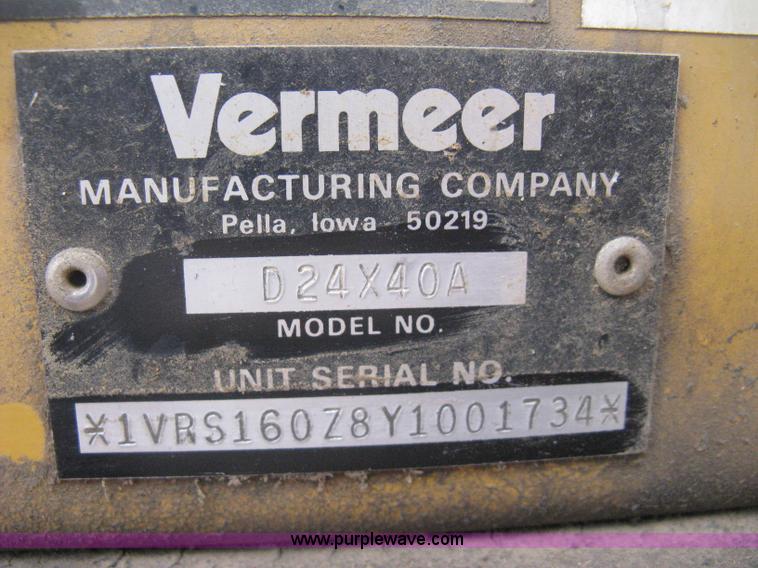 Vermeer
MANUFACTURING COMPANY
Pella, Iowa 50219
D24X40A
MODEL NO.
UNIT SERIAL NO.
*1VRS160Z8Y1001734*
www.purplewave.com